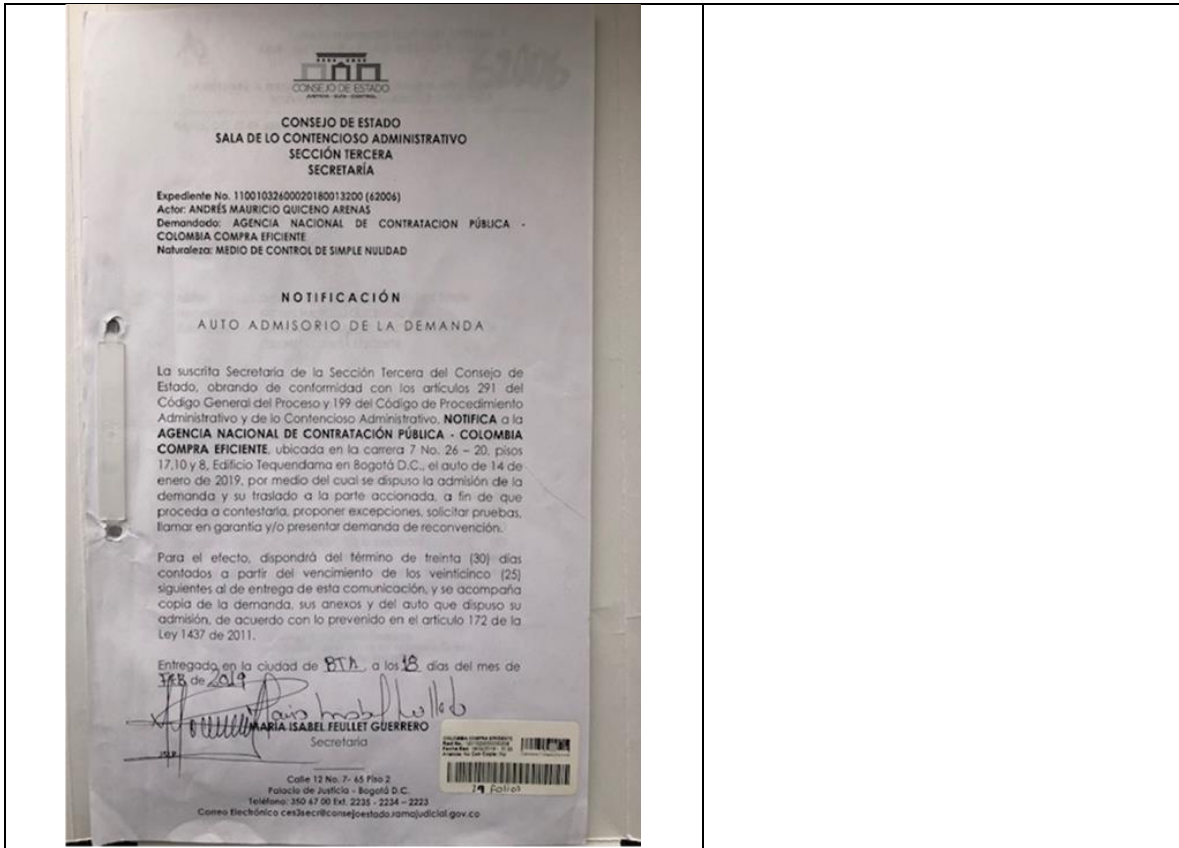 62006
CONSEJO DE ESTADO
CONSEJO DE ESTADO
SALA DE LO CONTENCIOSO ADMINISTRATIVO
SECCIÓN TERCERA
SECRETARÍA
Expediente No. 11001032600020180013200 (62006)
Actor: ANDRÉS MAURICIO QUICENO ARENAS
Demandado: AGENCIA NACIONAL DE CONTRATACION PÚBLICA -
COLOMBIA COMPRA EFICIENTE
Naturaleza: MEDIO DE CONTROL DE SIMPLE NULIDAD
NOTIFICACIÓN
AUTO ADMISORIO DE LA DEMANDA
La suscrita Secretaria de la Sección Tercera del Consejo de
Estado, obrando de conformidad con los artículos 291 del
Código General del Proceso y 199 del Código de Procedimiento
Administrativo y de lo Contencioso Administrativo, NOTIFICA a la
AGENCIA NACIONAL DE CONTRATACIÓN PÚBLICA - COLOMBIA
COMPRA EFICIENTE, ubicada en la carrera 7 No. 26 – 20, pisos
17,10 y 8, Edificio Tequendama en Bogotá D.C., el auto de 14 de
enero de 2019, por medio del cual se dispuso la admisión de la
demanda y su traslado a la parte accionada, a fin de que
proceda a contestarla, proponer excepciones, solicitar pruebas,
llamar en garantía y/o presentar demanda de reconvención.
Para el efecto, dispondrá del término de treinta (30) días
contados a partir del vencimiento de los veinticinco (25)
siguientes al de entrega de esta comunicación, y se acompaña
copia de la demanda, sus anexos y del auto que dispuso su
admisión, de acuerdo con lo prevenido en el artículo 172 de la
Ley 1437 de 2011.
Entregado en la ciudad de BTA, a los 18 días del mes de
FEB de 2019
MARÍA ISABEL FEULLET GUERRERO
Secretaria
COLOMBIA COMPRA EFICIENTE
19 folios
Calle 12 No. 7- 65 Piso 2
Palacio de Justicia - Bogotá D.C.
Teléfono: 350 67 00 Ext. 2235 - 2234 – 2223
Correo Electrónico ces3secr@consejoestado.ramajudicial.gov.co